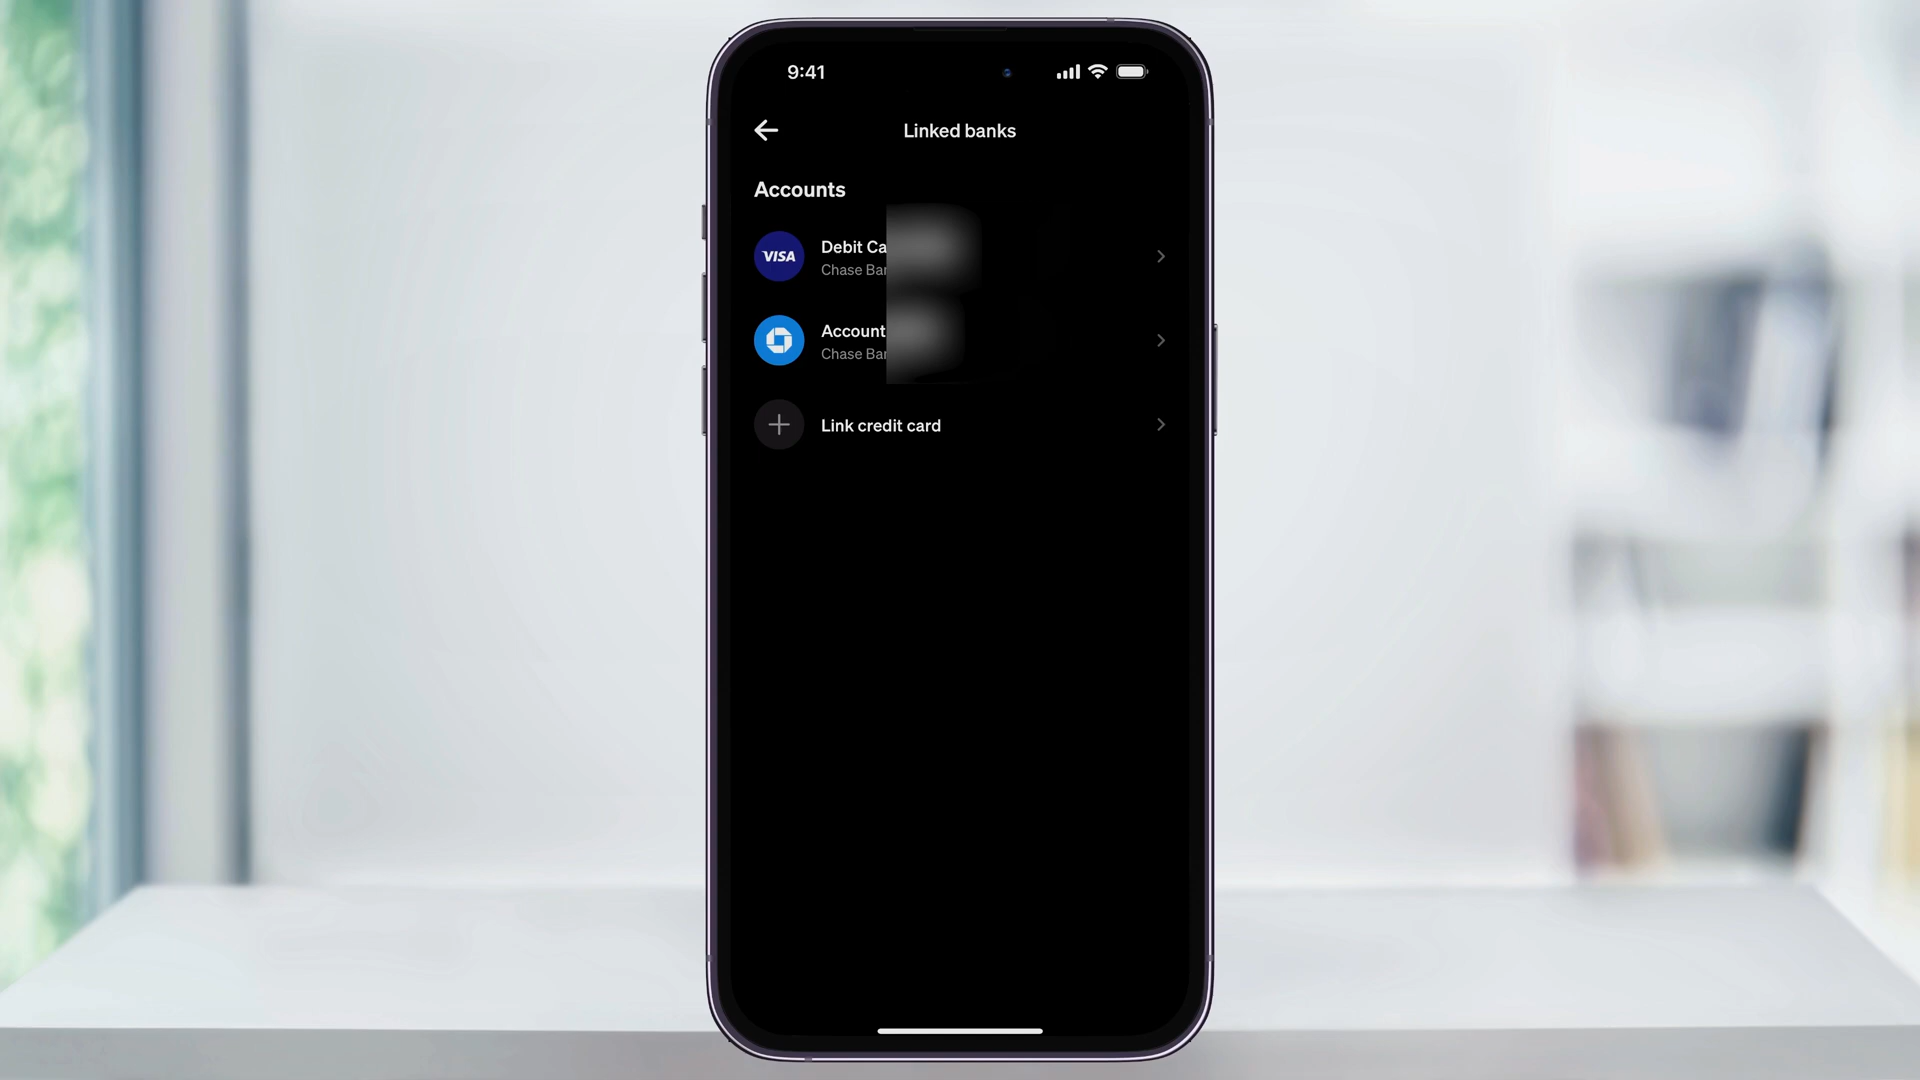 9:41
Linked banks
Accounts
VISA
Debit Ca
Chase Ba
Account
Chase Ba
Link credit card